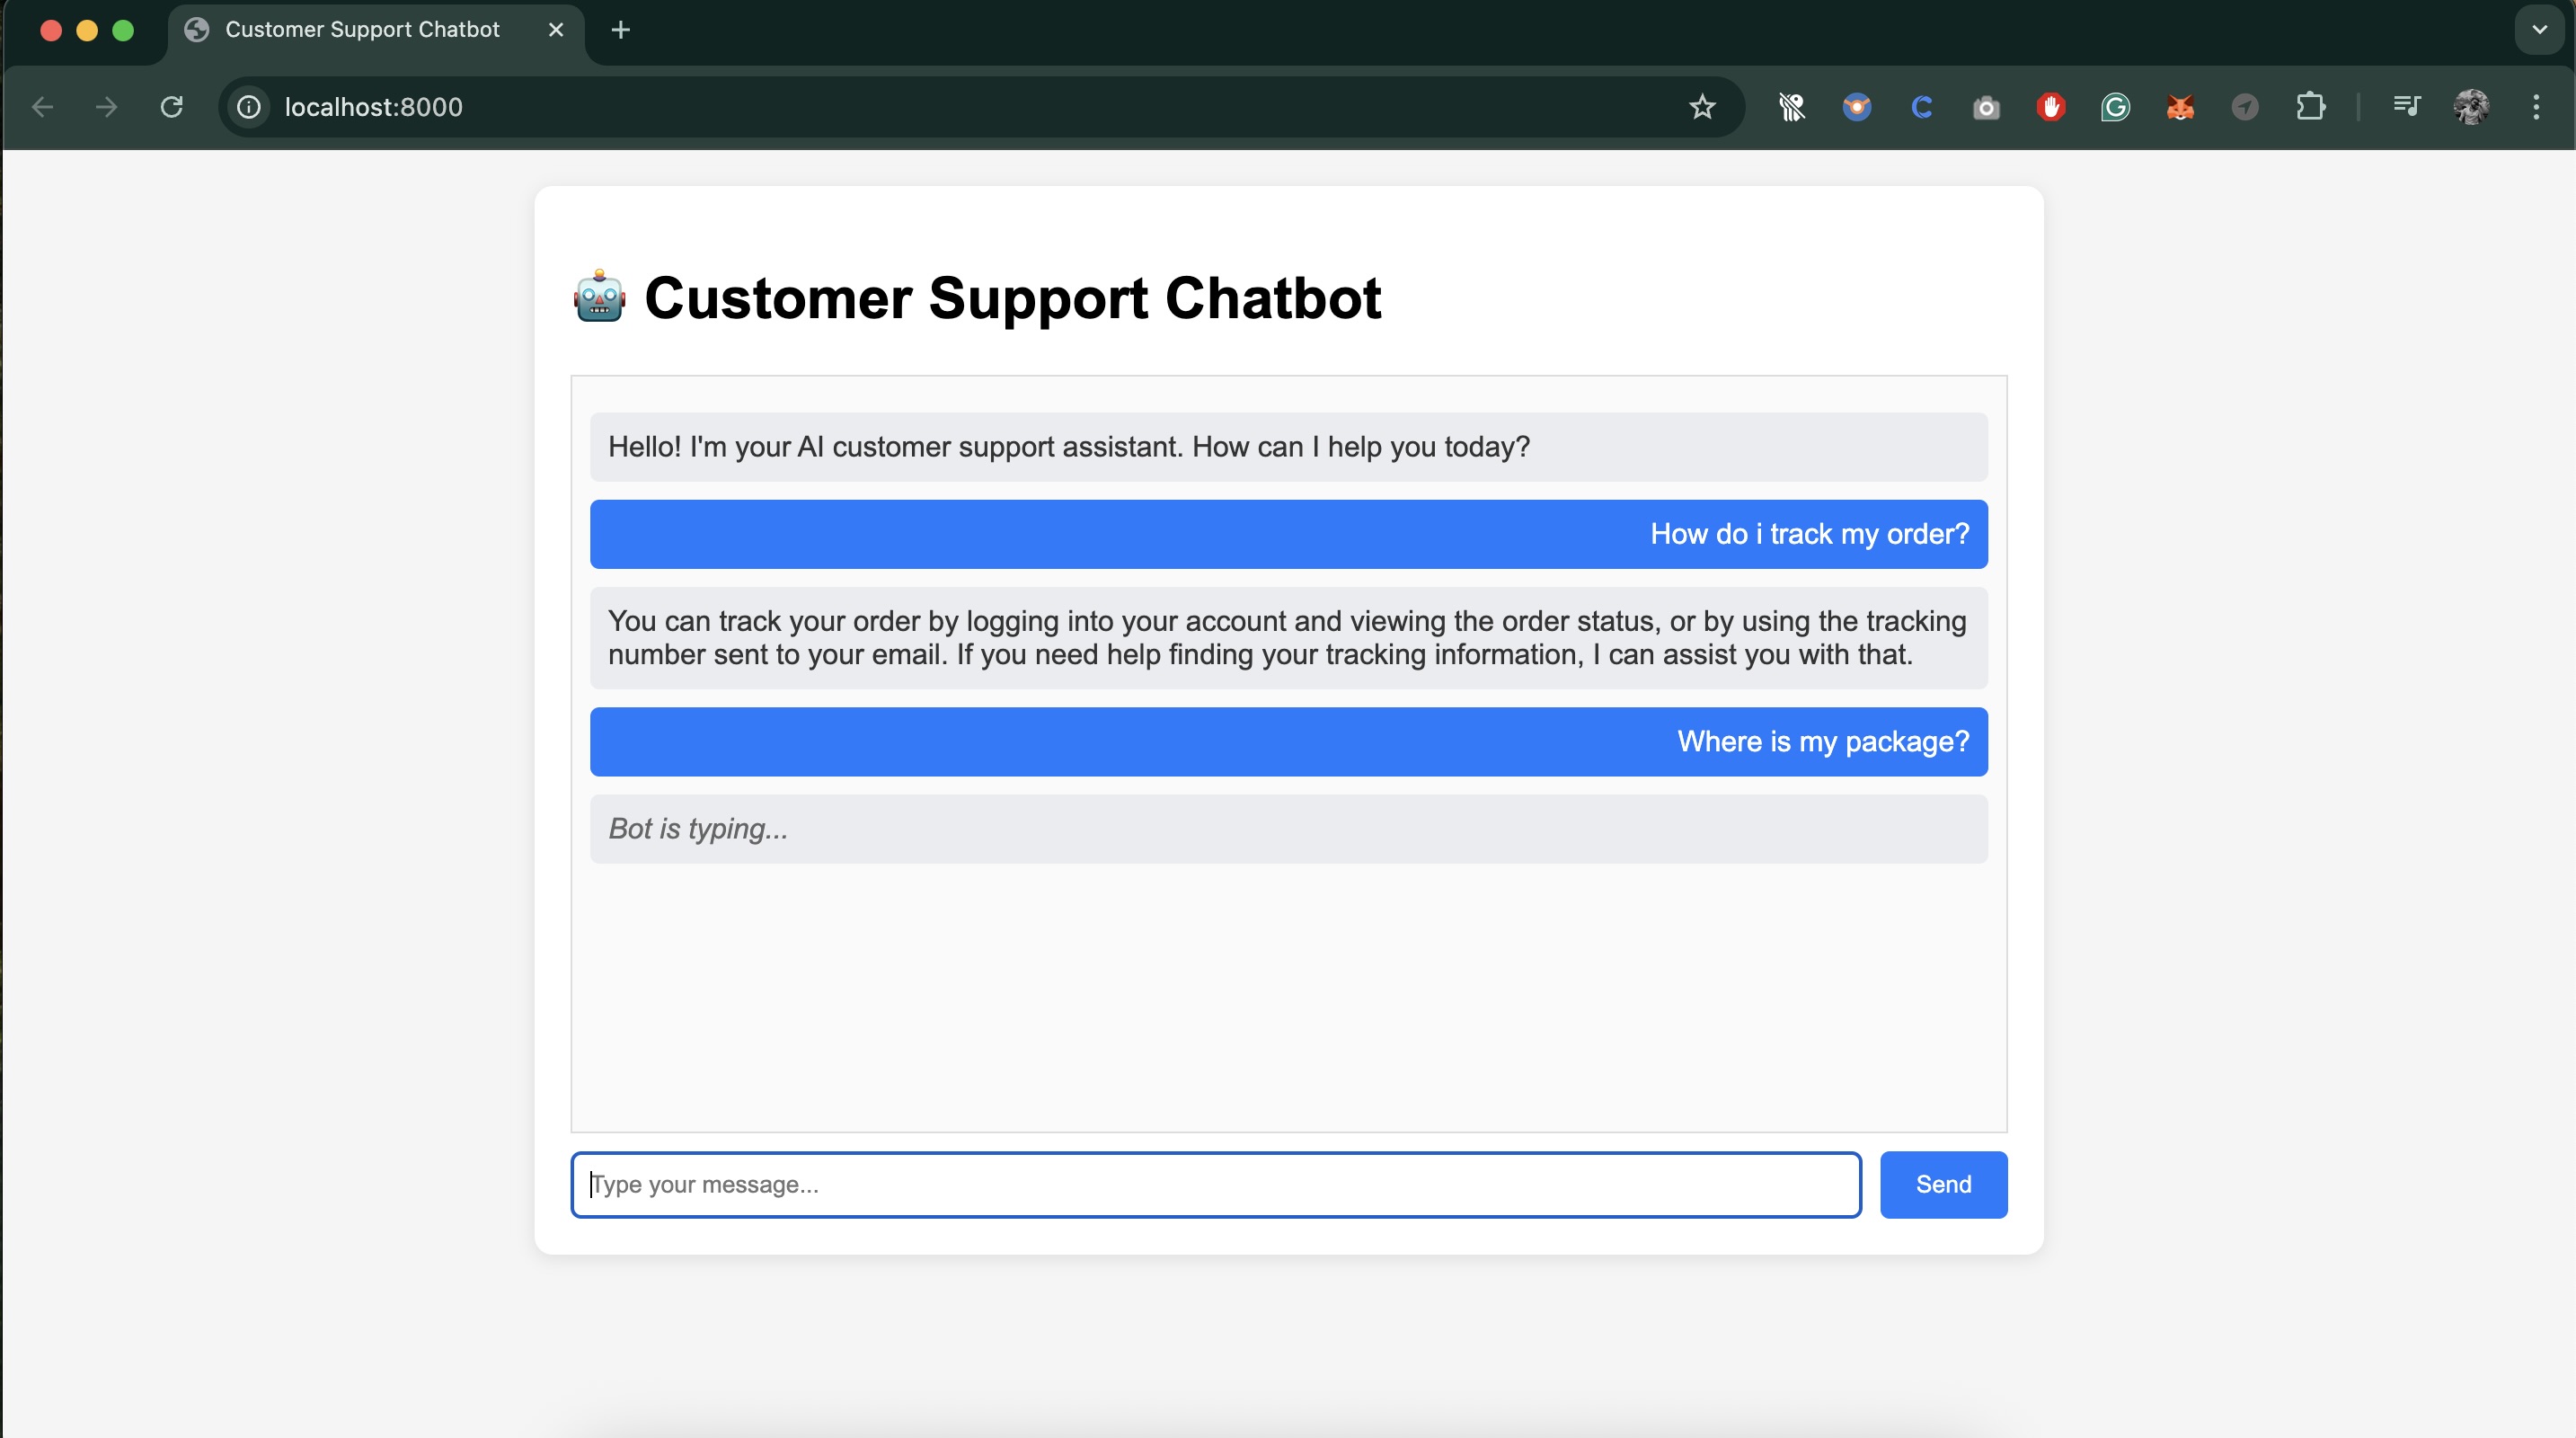 Customer Support Chatbot
localhost:8000
🤖 Customer Support Chatbot
Hello! I'm your AI customer support assistant. How can I help you today?
How do i track my order?
You can track your order by logging into your account and viewing the order status, or by using the tracking
number sent to your email. If you need help finding your tracking information, I can assist you with that.
Where is my package?
Bot is typing...
Type your message...
Send